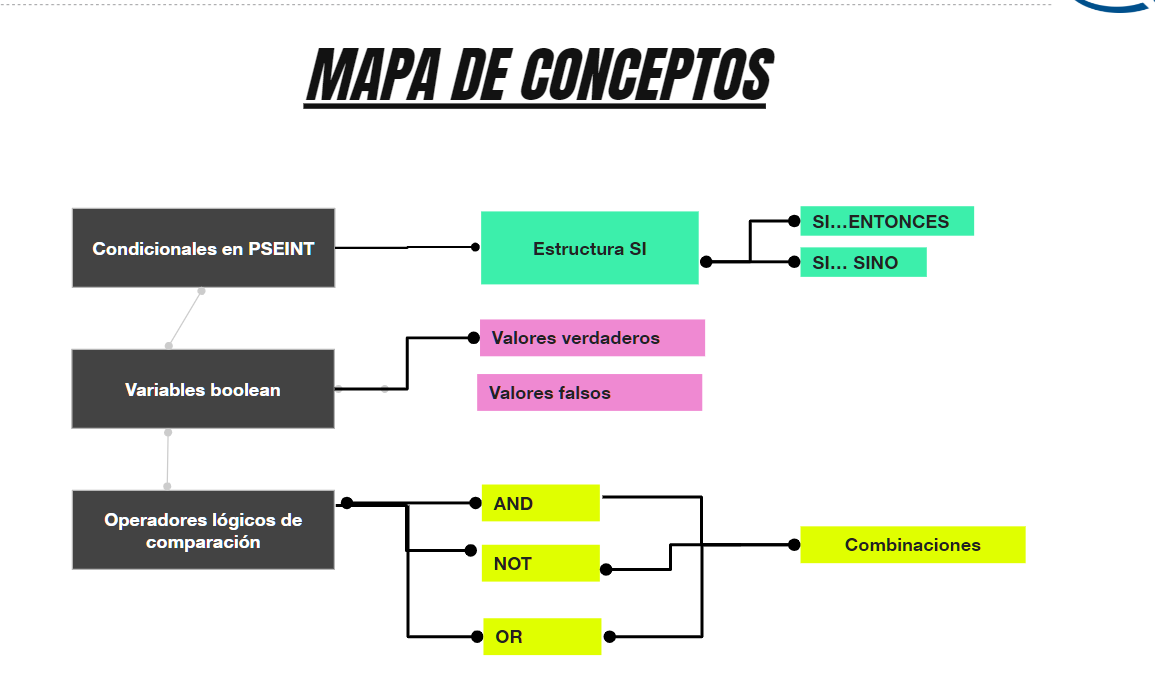 MAPA DE CONCEPTOS
Condicionales en PSEINT
Estructura SI
SI...ENTONCES
SI... SINO
Variables boolean
Valores verdaderos
Valores falsos
Operadores lógicos de
comparación
AND
NOT
OR
Combinaciones